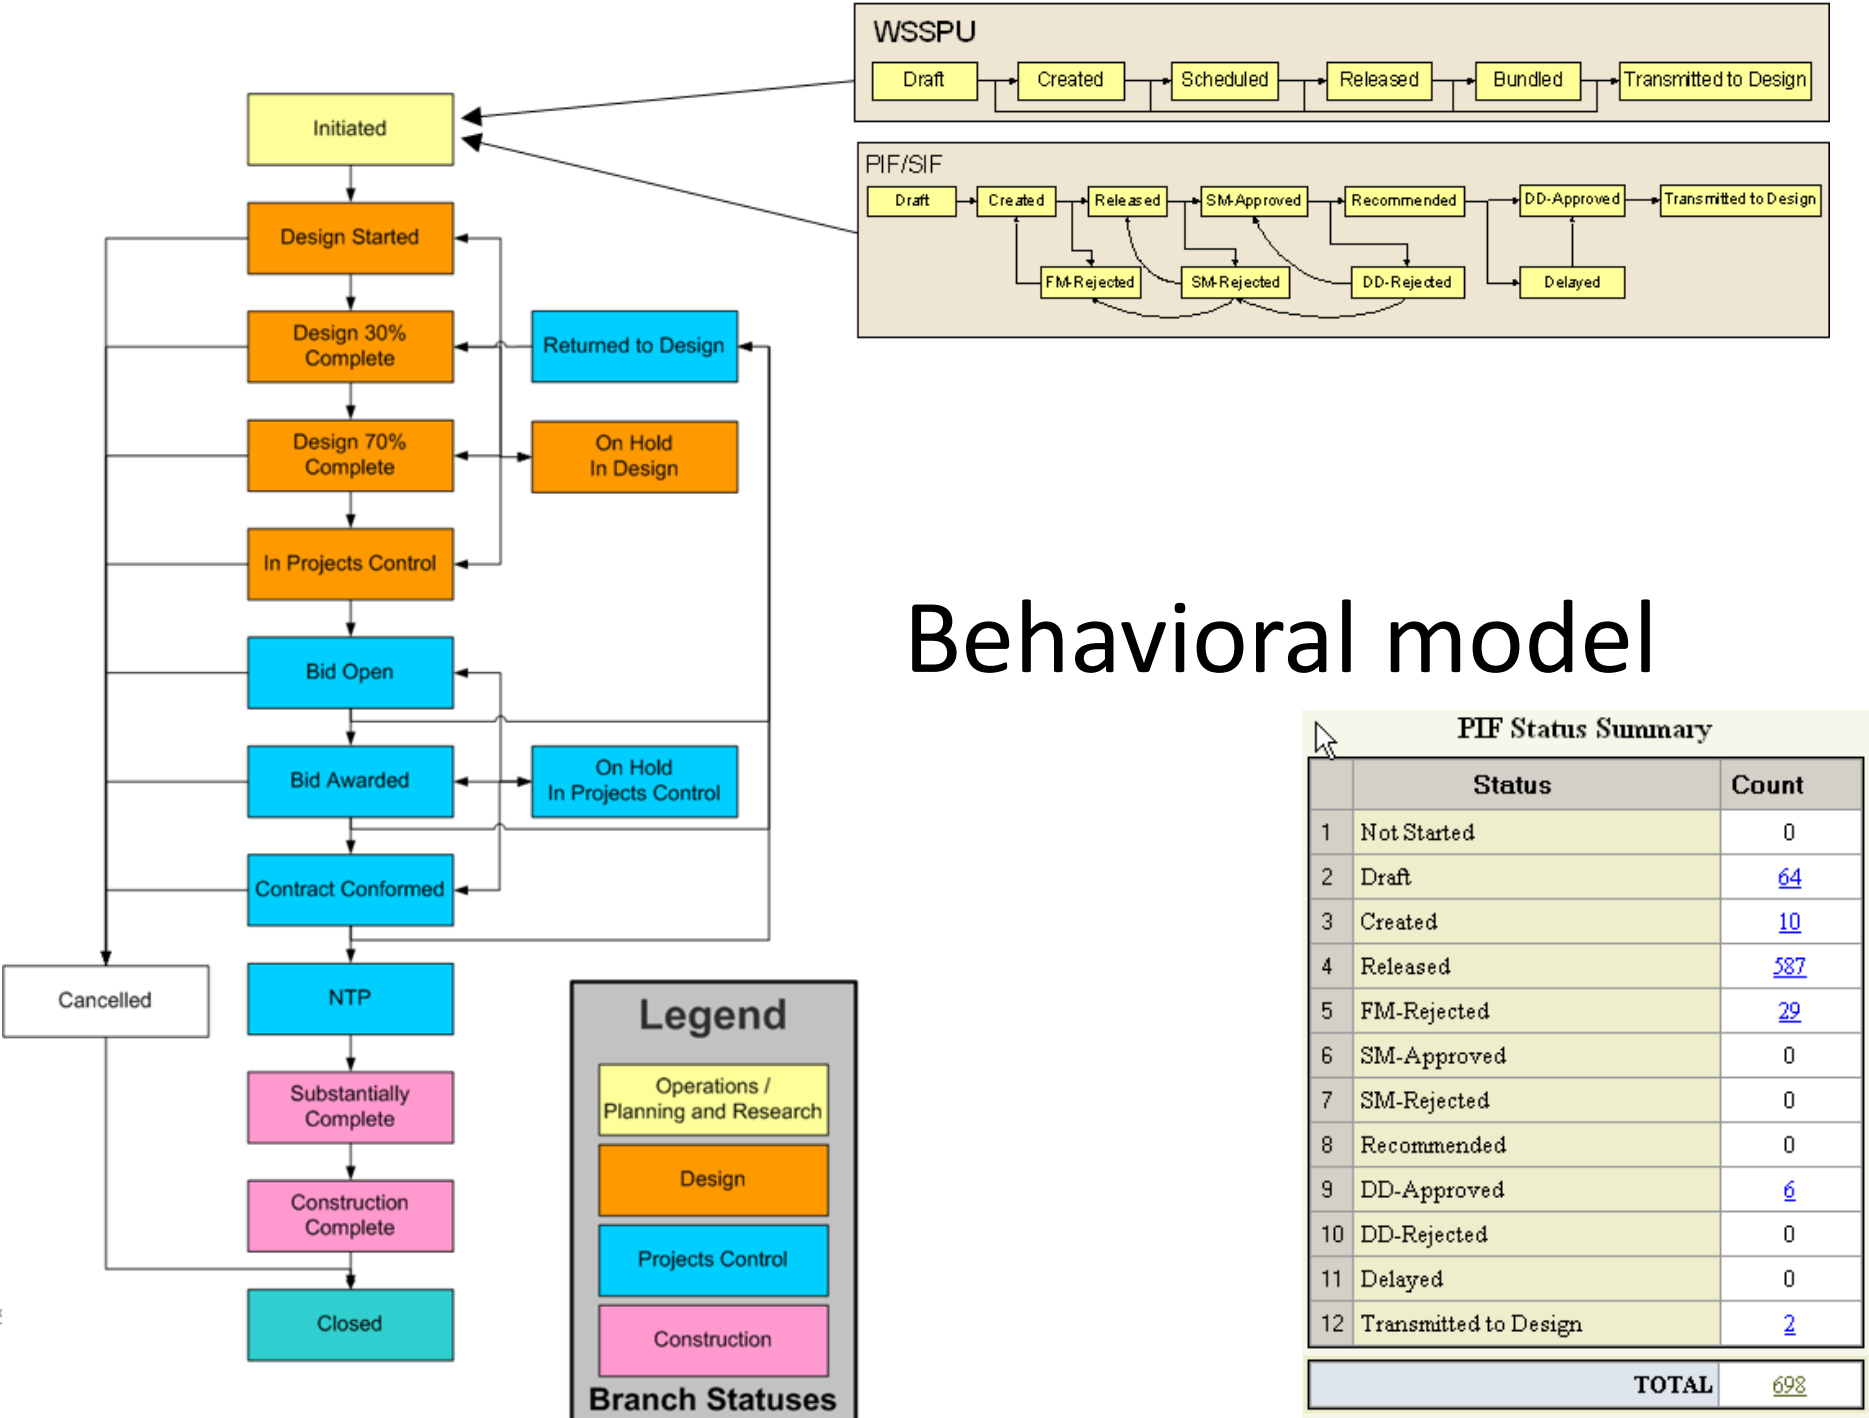 WSSPU
Draft
Created
Scheduled
Released
Bundled
Transmitted to Design
PIF/SIF
Draft
Created
Released
SM-Approved
Recommended
DD-Approved
Transmitted to Design
FM-Rejected
SM-Rejected
DD-Rejected
Delayed
Initiated
Design Started
Design 30%
Complete
Returned to Design
Design 70%
Complete
On Hold
In Design
In Projects Control
Bid Open
Bid Awarded
On Hold
In Projects Control
Contract Conformed
Cancelled
NTP
Substantially
Complete
Construction
Complete
Closed
Legend
Operations /
Planning and Research
Design
Projects Control
Construction
Branch Statuses
Behavioral model
PIF Status Summary
Status Count
1 Not Started 0
2 Draft 64
3 Created 10
4 Released 587
5 FM-Rejected 29
6 SM-Approved 0
7 SM-Rejected 0
8 Recommended 0
9 DD-Approved 6
10 DD-Rejected 0
11 Delayed 0
12 Transmitted to Design 2
TOTAL 698